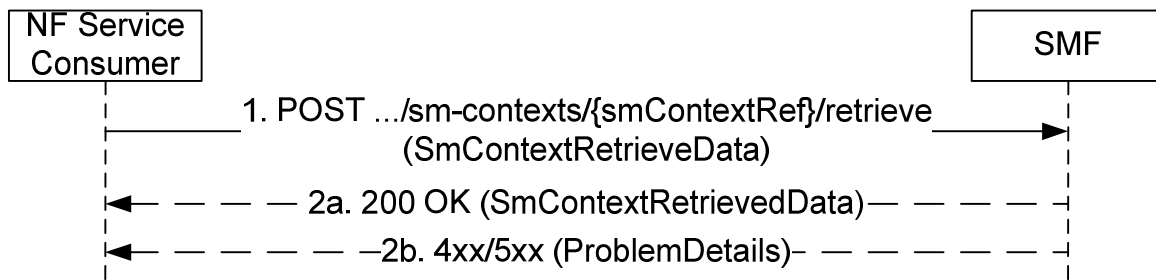 NF Service
Consumer
SMF
1. POST .../sm-contexts/{smContextRef}/retrieve
(SmContextRetrieveData)
2a. 200 OK (SmContextRetrievedData)
2b. 4xx/5xx (ProblemDetails)